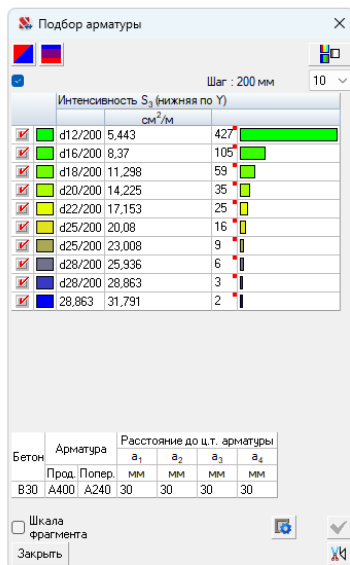 Подбор арматуры
Шаг : 200 мм 10
Интенсивность S3 (нижняя по Y)
см2/м
d12/200 5,443 427
d16/200 8,37 105
d18/200 11,298 59
d20/200 14,225 35
d22/200 17,153 25
d25/200 20,08 16
d25/200 23,008 9
d28/200 25,936 6
d28/200 28,863 3
28,863 31,791 2
Бетон Арматура Расстояние до ц.т. арматуры
a1 a2 a3 a4
Прод. Попер. мм мм мм мм
B30 A400 A240 30 30 30 30
Шкала
фрагмента
Закрыть